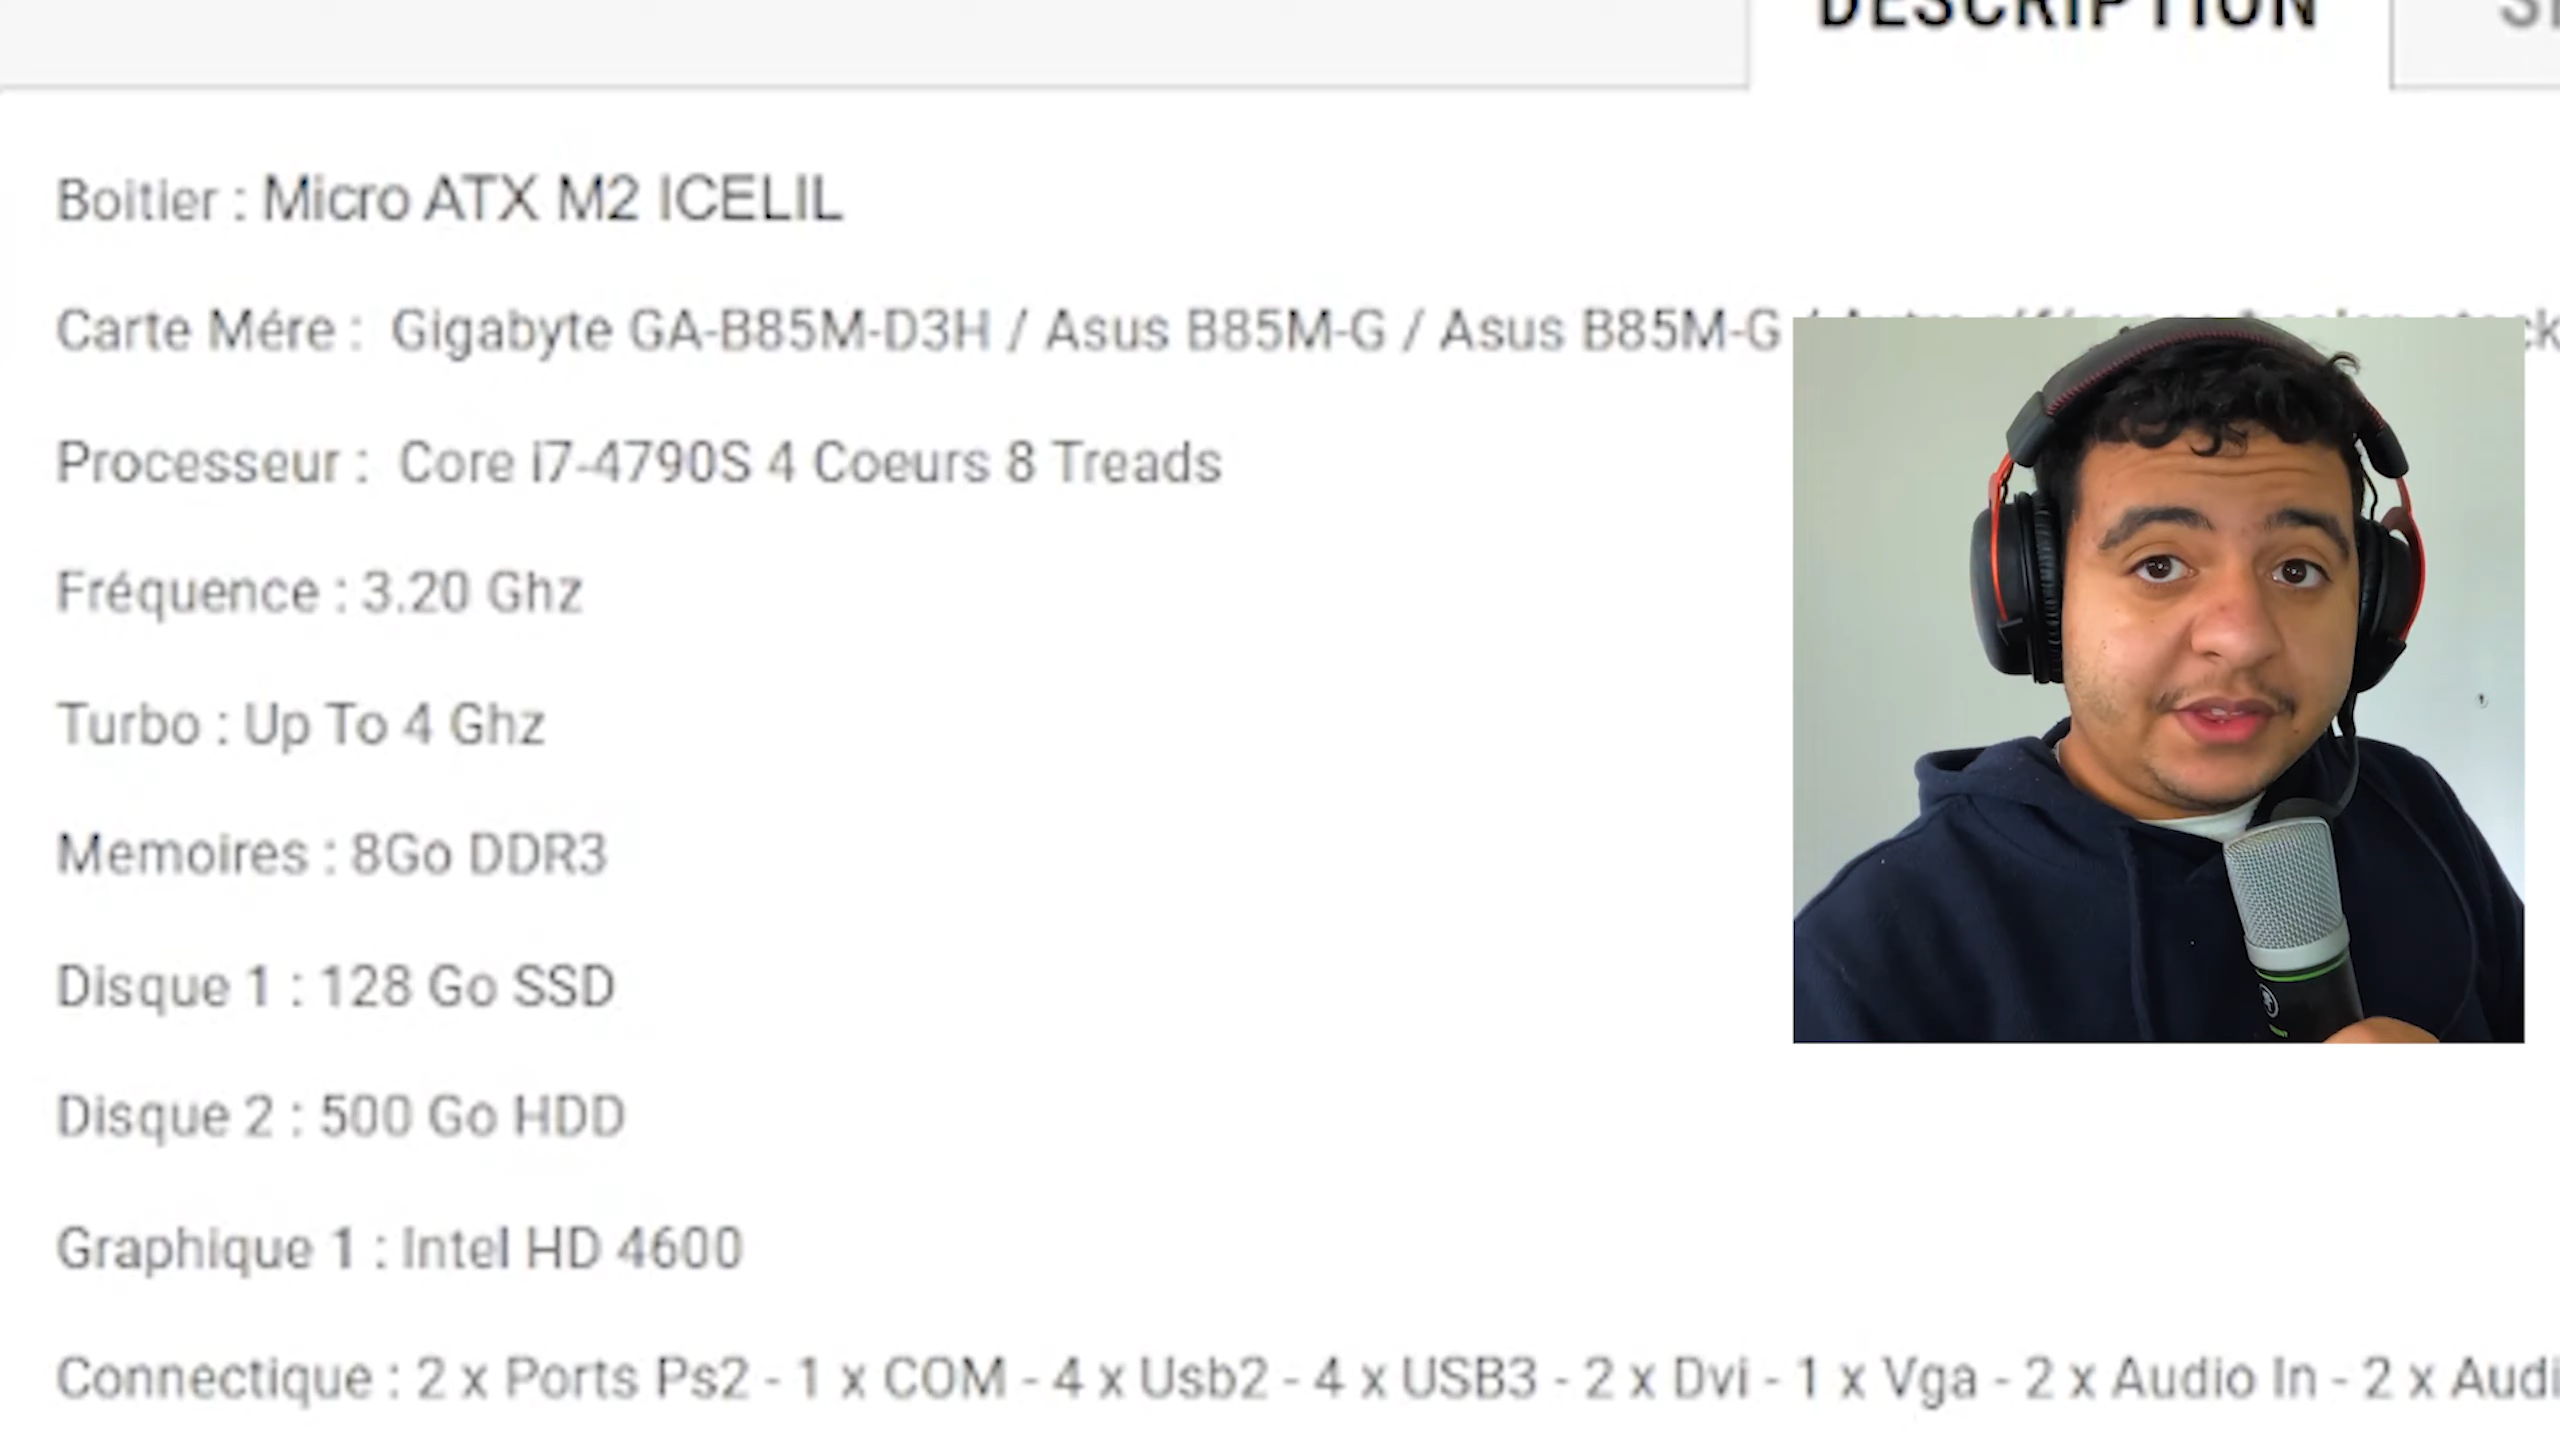 DESCRIPTION
Boitier : Micro ATX M2 ICELIL
Carte Mére : Gigabyte GA-B85M-D3H / Asus B85M-G / Asus B85M-G /
Processeur : Core i7-4790S 4 Coeurs 8 Treads
Fréquence : 3.20 Ghz
Turbo : Up To 4 Ghz
Memoires : 8Go DDR3
Disque 1 : 128 Go SSD
Disque 2 : 500 Go HDD
Graphique 1 : Intel HD 4600
Connectique : 2 x Ports Ps2 - 1 x COM - 4 x Usb2 - 4 x USB3 - 2 x Dvi - 1 x Vga - 2 x Audio In - 2 x Audi